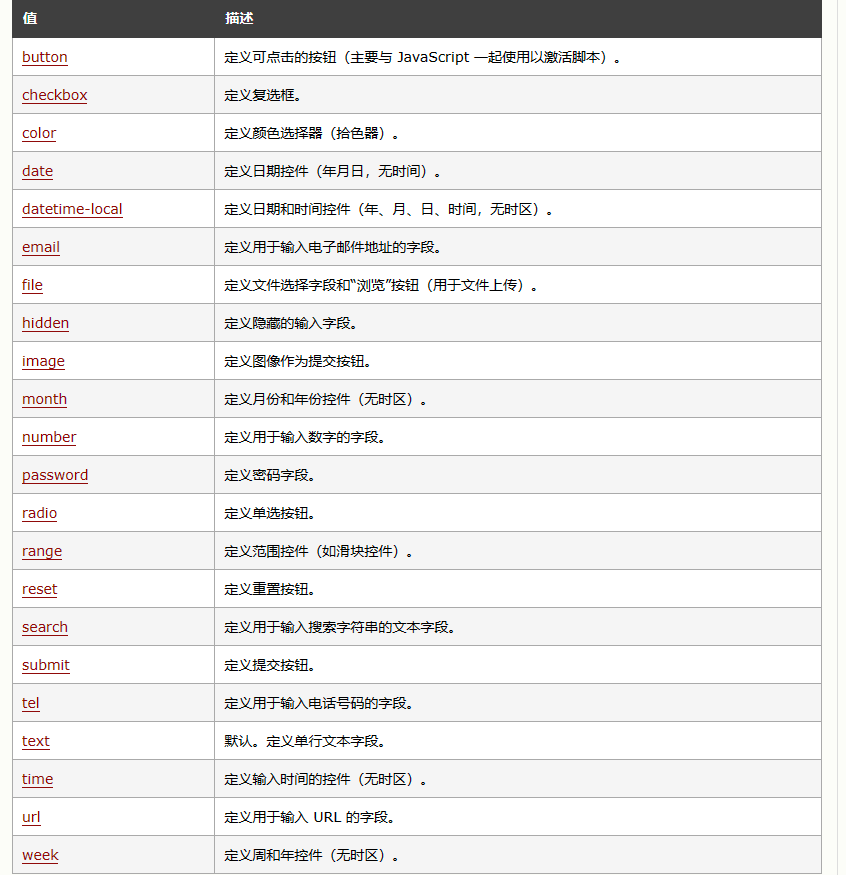 值 描述
button 定义可点击的按钮（主要与 JavaScript 一起使用以激活脚本）。
checkbox 定义复选框。
color 定义颜色选择器（拾色器）。
date 定义日期控件（年月日，无时间）。
datetime-local 定义日期和时间控件（年、月、日、时间，无时区）。
email 定义用于输入电子邮件地址的字段。
file 定义文件选择字段和“浏览”按钮（用于文件上传）。
hidden 定义隐藏的输入字段。
image 定义图像作为提交按钮。
month 定义月份和年份控件（无时区）。
number 定义用于输入数字的字段。
password 定义密码字段。
radio 定义单选按钮。
range 定义范围控件（如滑块控件）。
reset 定义重置按钮。
search 定义用于输入搜索字符串的文本字段。
submit 定义提交按钮。
tel 定义用于输入电话号码的字段。
text 默认。定义单行文本字段。
time 定义输入时间的控件（无时区）。
url 定义用于输入 URL 的字段。
week 定义周和年控件（无时区）。